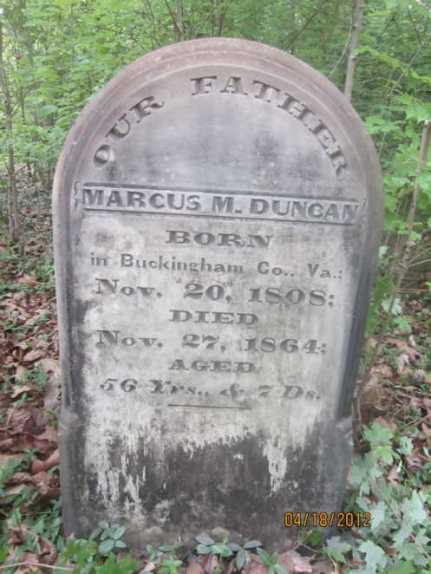 OUR FATHER
MARCUS M. DUNCAN
BORN
in Buckingham Co., Va.;
Nov. 20, 1808;
DIED
Nov. 27, 1864;
AGED
56 Yrs., & 7 Ds.
04/18/2012